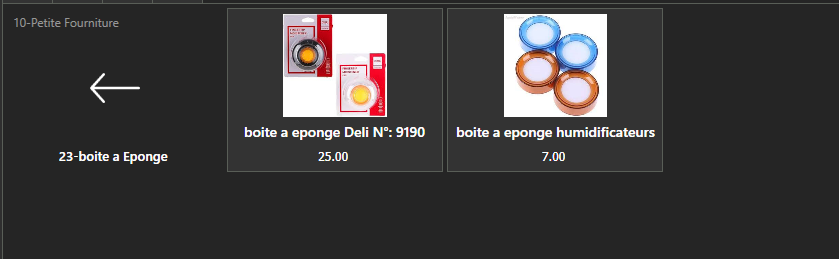 10-Petite Fourniture
23-boite a Eponge
boite a eponge Deli N°: 9190
25.00
boite a eponge humidificateurs
7.00